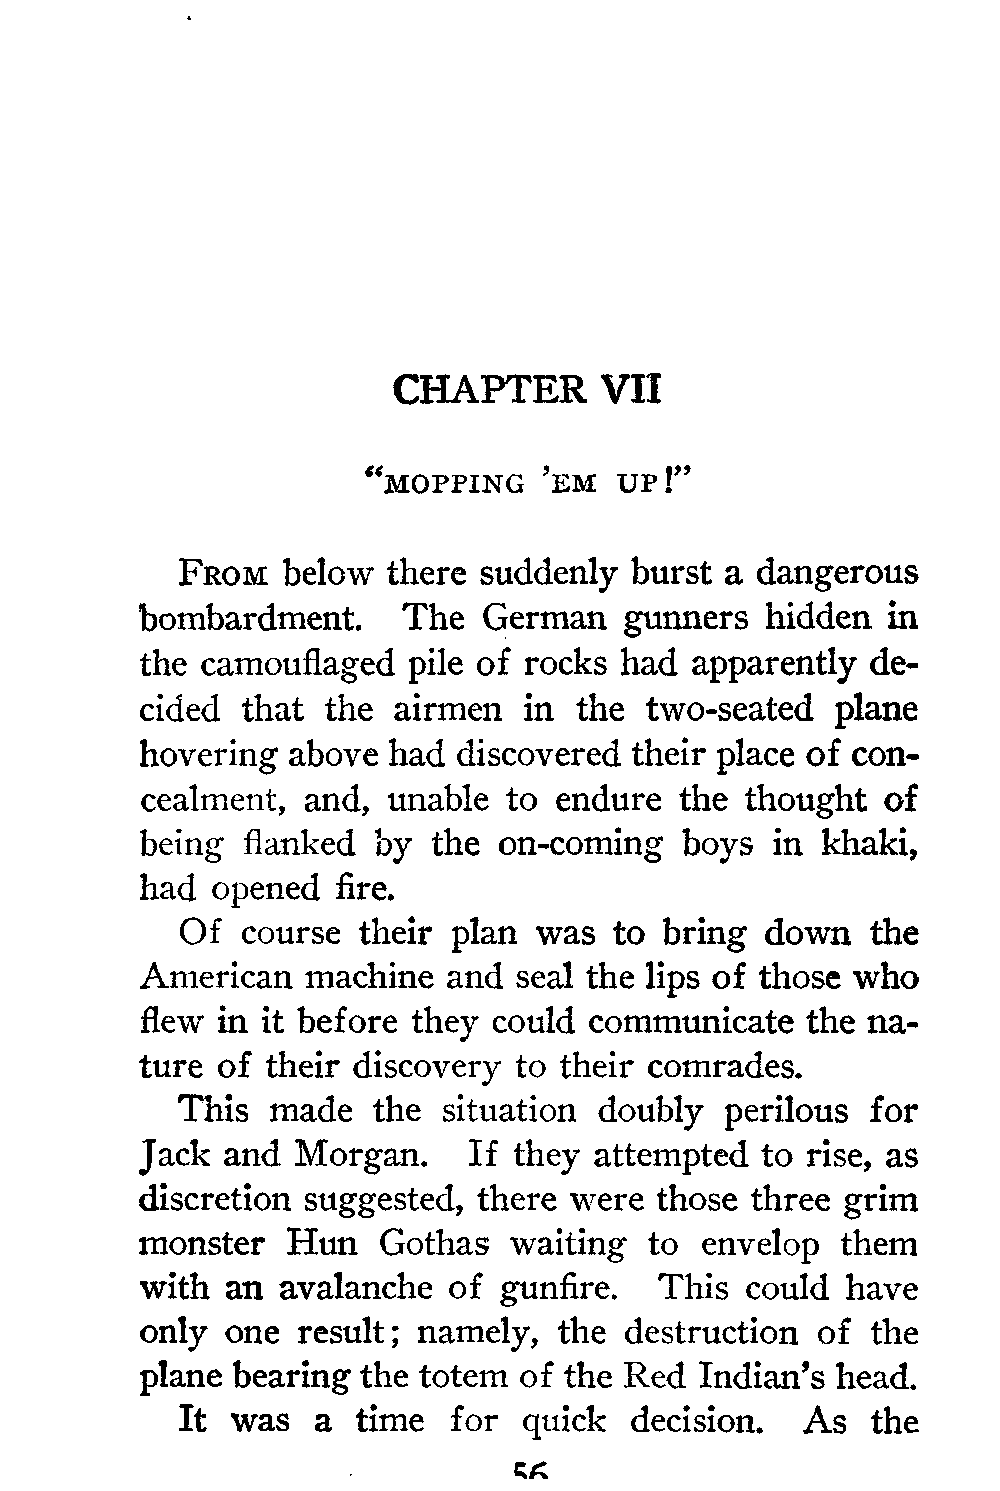 CHAPTER VII
“MOPPING ’EM UP!”
FROM below there suddenly burst a dangerous
bombardment. The German gunners hidden in
the camouflaged pile of rocks had apparently de-
cided that the airmen in the two-seated plane
hovering above had discovered their place of con-
cealment, and, unable to endure the thought of
being flanked by the on-coming boys in khaki,
had opened fire.
Of course their plan was to bring down the
American machine and seal the lips of those who
flew in it before they could communicate the na-
ture of their discovery to their comrades.
This made the situation doubly perilous for
Jack and Morgan. If they attempted to rise, as
discretion suggested, there were those three grim
monster Hun Gothas waiting to envelop them
with an avalanche of gunfire. This could have
only one result; namely, the destruction of the
plane bearing the totem of the Red Indian’s head.
It was a time for quick decision. As the
56